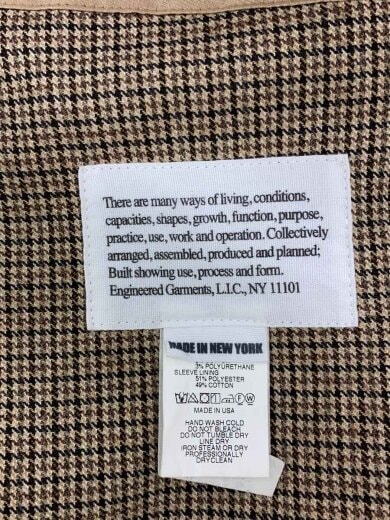 There are many ways of living, conditions,
capacities, shapes, growth, function, purpose,
practice, use, work and operation. Collectively
arranged, assembled, produced and planned;
Built showing use, process and form.
Engineered Garments, L.I.C., NY 11101
MADE IN NEW YORK
3% POLYURETHANE
SLEEVE LINING
51% POLYESTER
49% COTTON
MADE IN USA
HAND WASH COLD
DO NOT BLEACH
DO NOT TUMBLE DRY
LINE DRY
IRON STEAM OR DRY
PROFESSIONALLY
DRYCLEAN